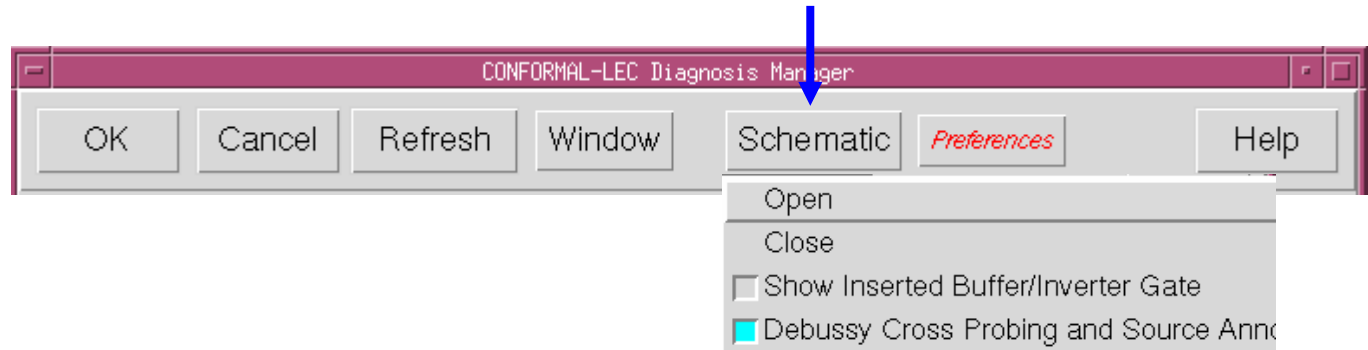 CONFORMAL-LEC Diagnosis Manager
OK Cancel Refresh Window Schematic Preferences Help
Open
Close
Show Inserted Buffer/Inverter Gate
Debussy Cross Probing and Source